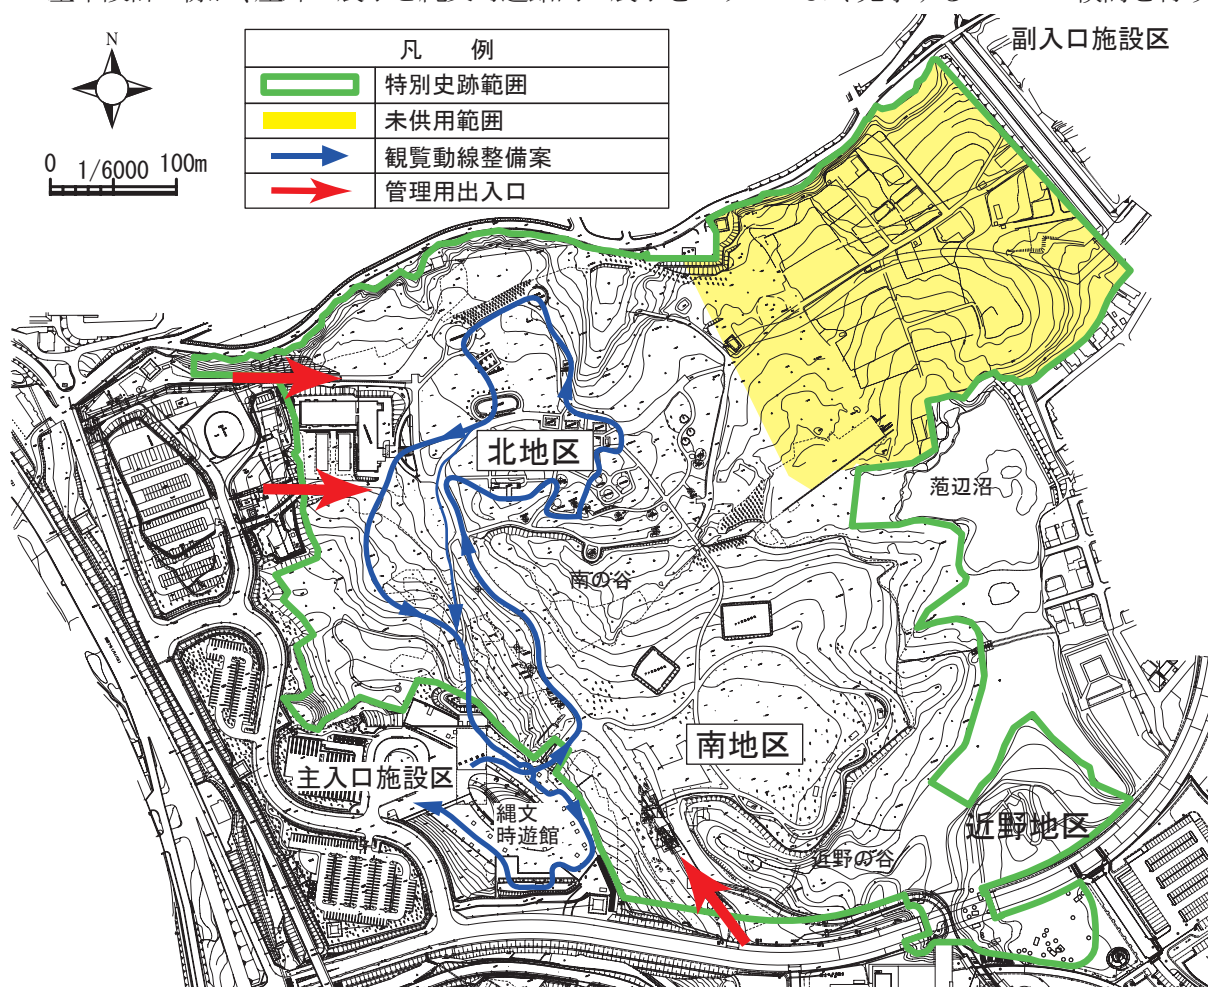 副入口施設区
N
凡 例
特別史跡範囲
未供用範囲
観覧動線整備案
管理用出入口
0 1/6000 100m
北地区
蒞辺沼
南の谷
南地区
主入口施設区
縄文
時遊館
近野地区
近野の谷